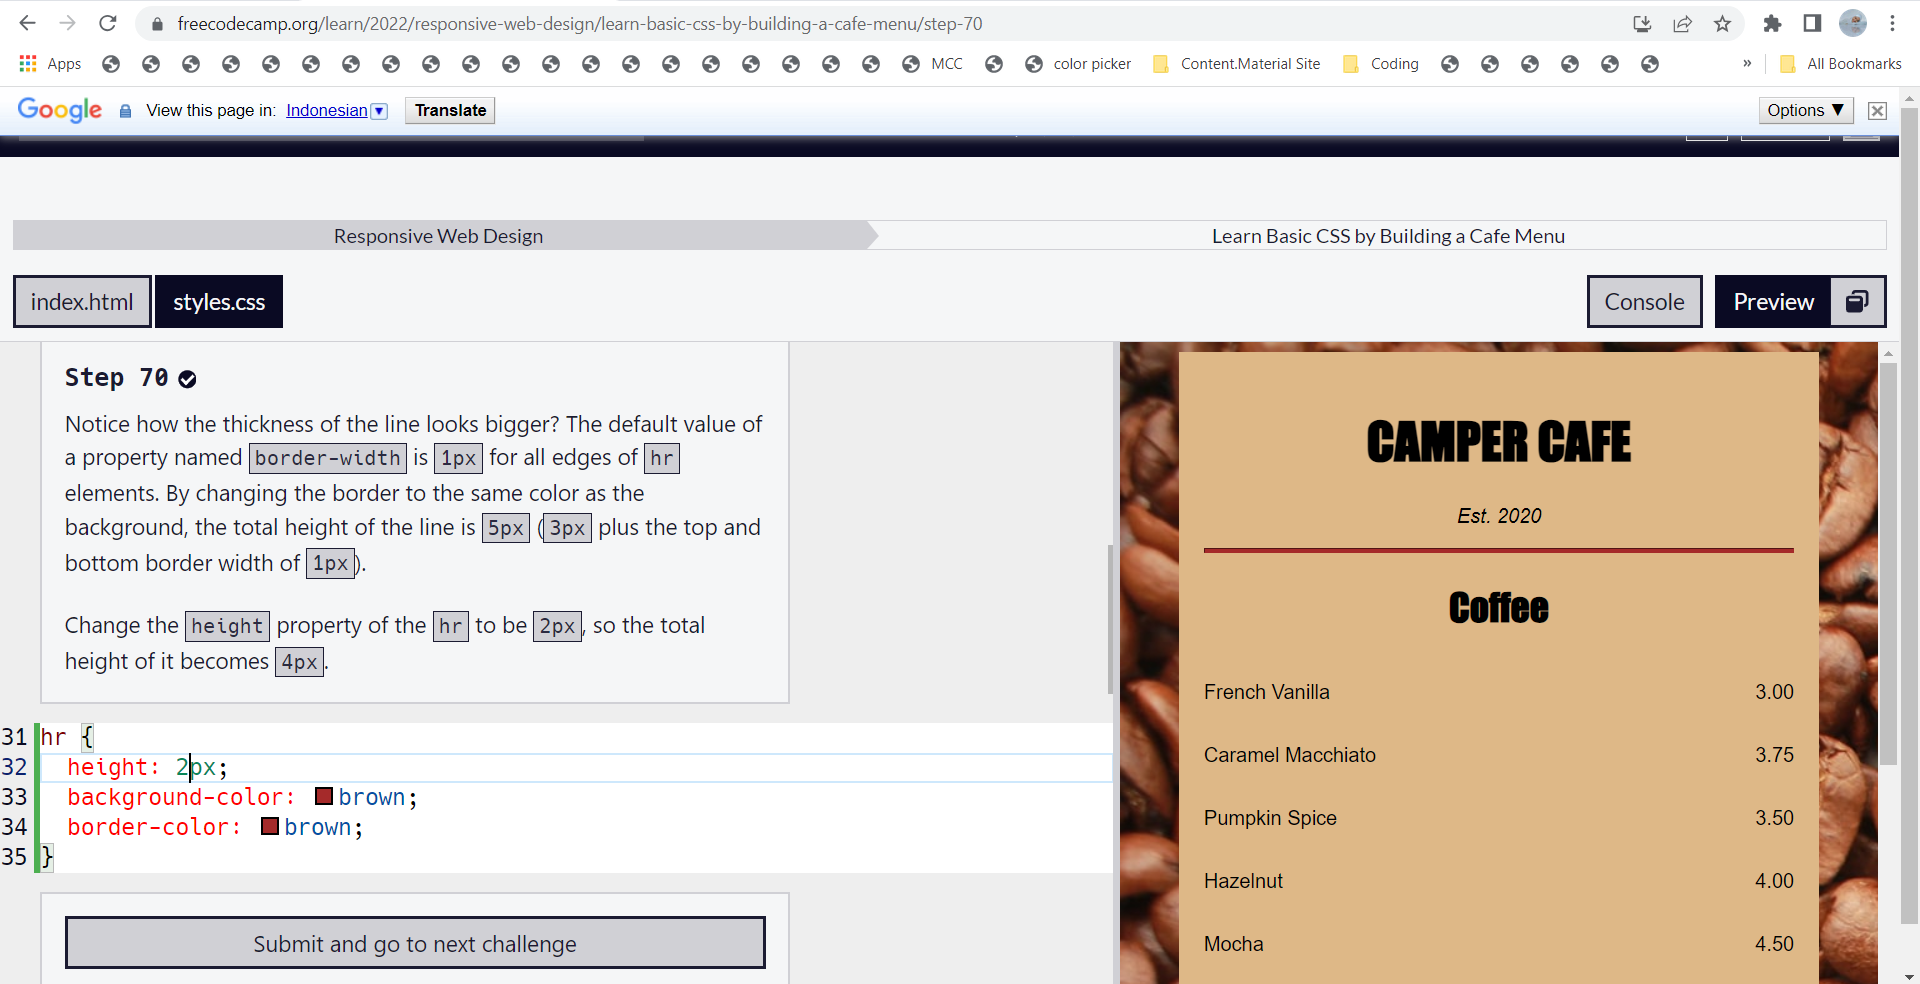 freecodecamp.org/learn/2022/responsive-web-design/learn-basic-css-by-building-a-cafe-menu/step-70
Apps MCC color picker Content.Material Site Coding » All Bookmarks
Google View this page in: Indonesian Translate Options ▼
Responsive Web Design Learn Basic CSS by Building a Cafe Menu
index.html styles.css Console Preview
Step 70
Notice how the thickness of the line looks bigger? The default value of
a property named border-width is 1px for all edges of hr
elements. By changing the border to the same color as the
background, the total height of the line is 5px (3px plus the top and
bottom border width of 1px).
Change the height property of the hr to be 2px, so the total
height of it becomes 4px.
31 hr {
32 height: 2px;
33 background-color: brown;
34 border-color: brown;
35 }
Submit and go to next challenge
CAMPER CAFE
Est. 2020
Coffee
French Vanilla 3.00
Caramel Macchiato 3.75
Pumpkin Spice 3.50
Hazelnut 4.00
Mocha 4.50